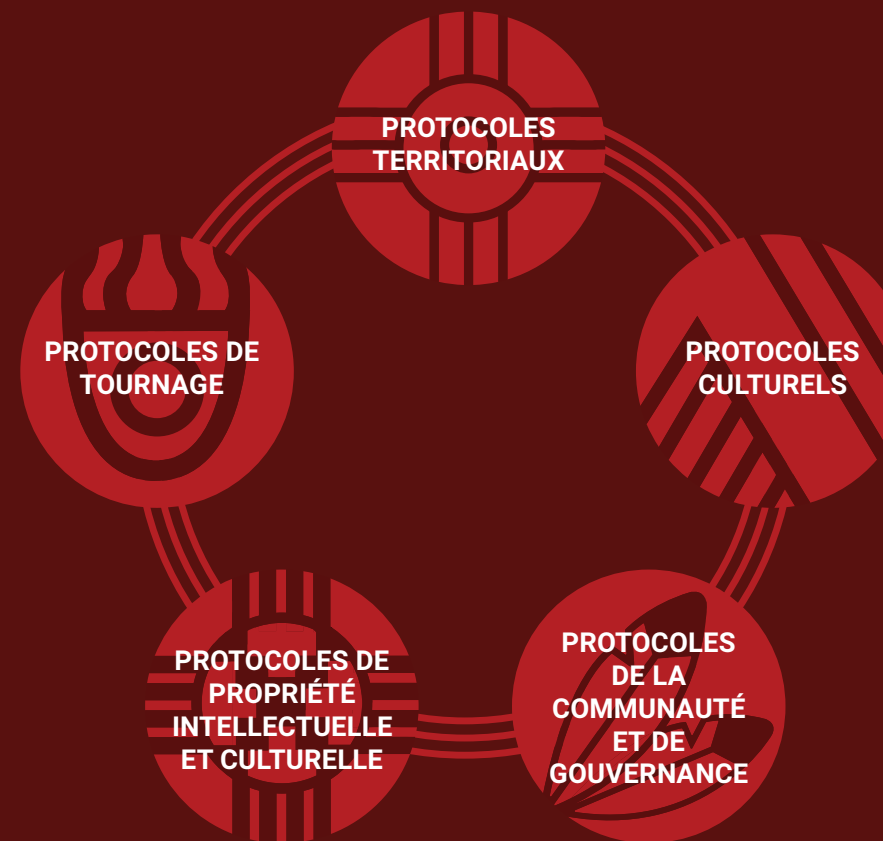 PROTOCOLES
TERRITORIAUX
PROTOCOLES DE
TOURNAGE
PROTOCOLES
CULTURELS
PROTOCOLES DE
PROPRIÉTÉ
INTELLECTUELLE
ET CULTURELLE
PROTOCOLES
DE LA
COMMUNAUTÉ
ET DE
GOUVERNANCE